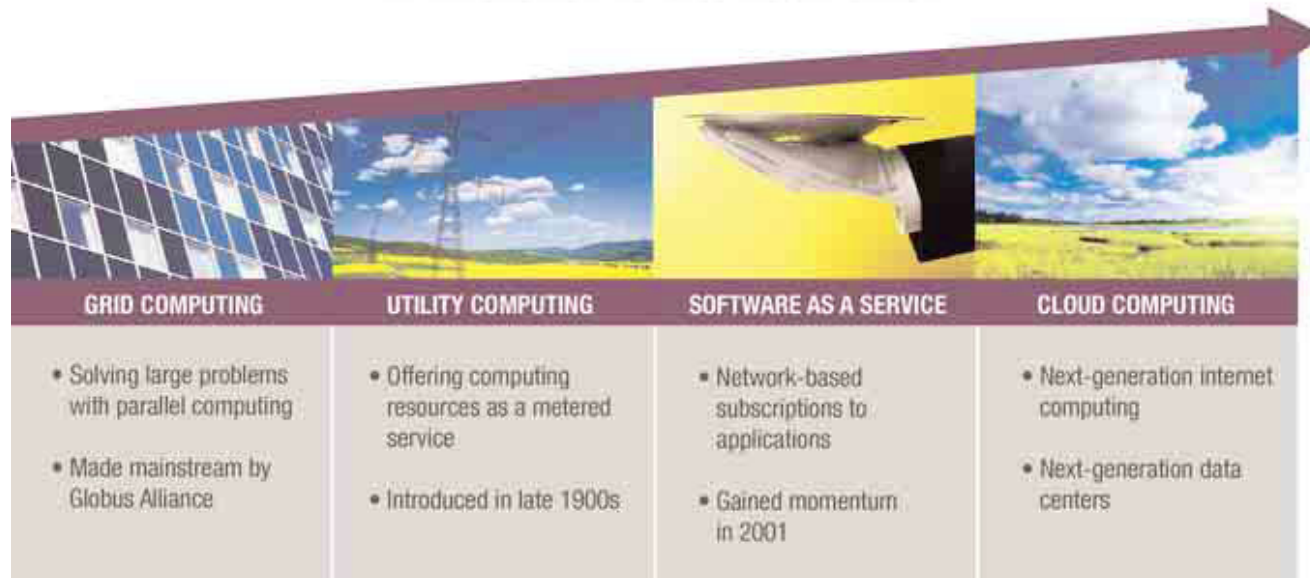 GRID COMPUTING
• Solving large problems
with parallel computing
• Made mainstream by
Globus Alliance
UTILITY COMPUTING
• Offering computing
resources as a metered
service
• Introduced in late 1900s
SOFTWARE AS A SERVICE
• Network-based
subscriptions to
applications
• Gained momentum
in 2001
CLOUD COMPUTING
• Next-generation internet
computing
• Next-generation data
centers